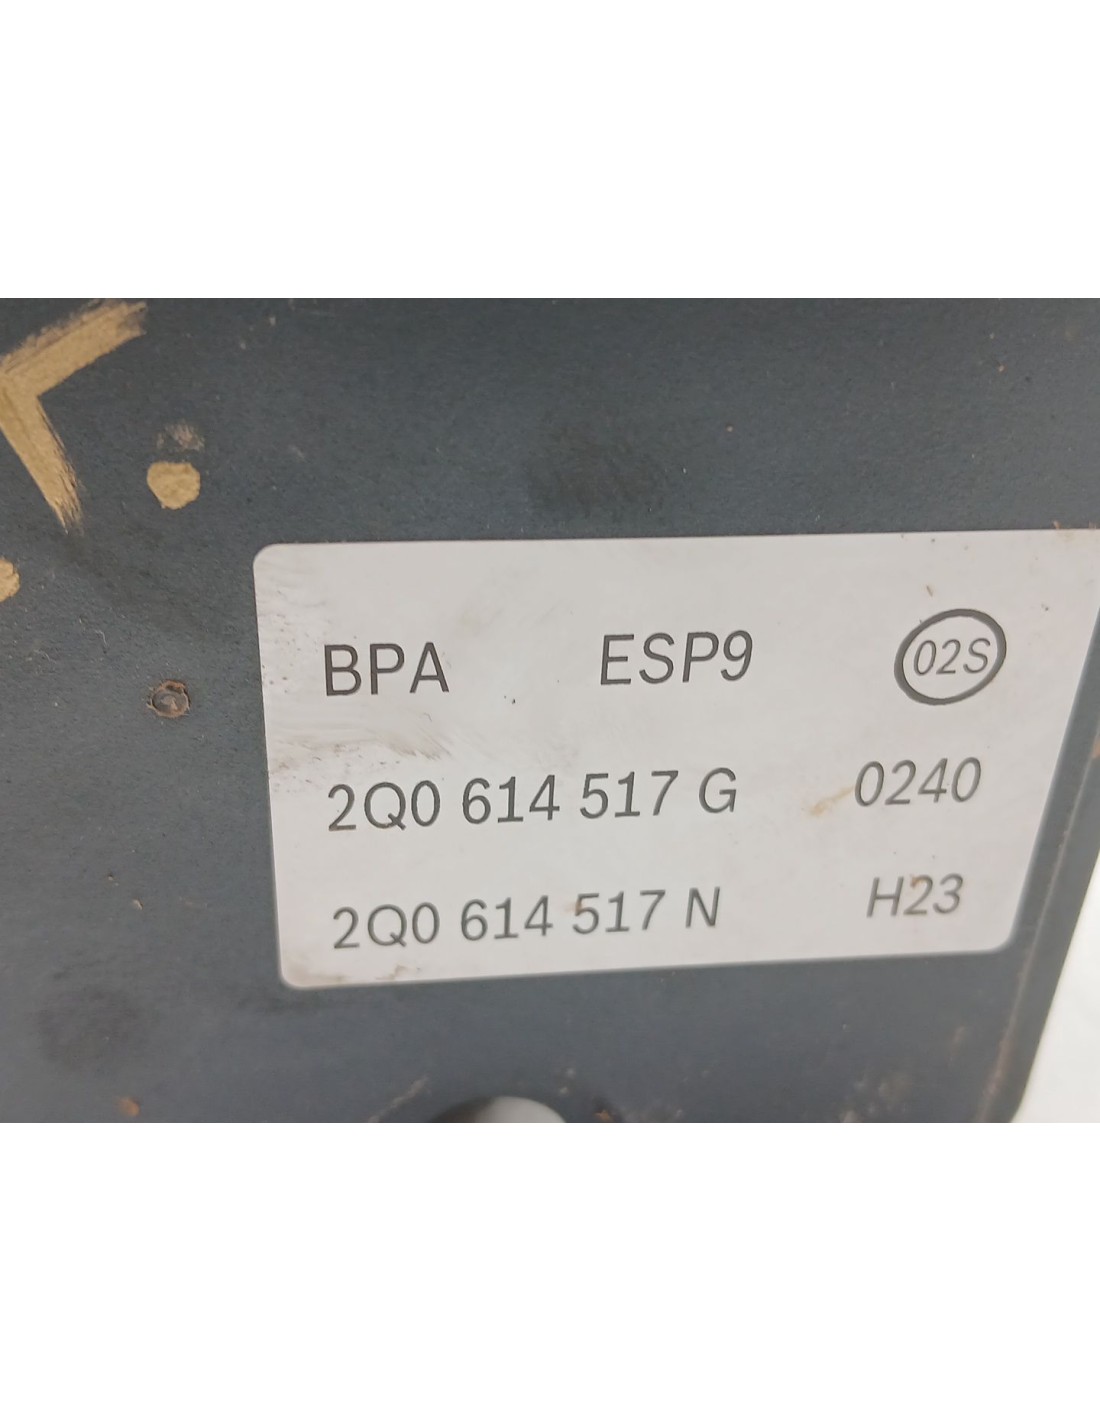 BPA ESP9 02S
2Q0 614 517 G 0240
2Q0 614 517 N H23